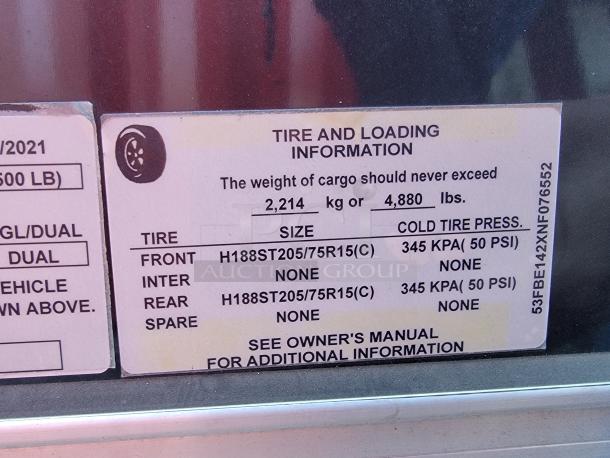 /2021
500 LB)
GL/DUAL
DUAL
EHICLE
WN ABOVE.
TIRE AND LOADING
INFORMATION
The weight of cargo should never exceed
2,214 kg or 4,880 lbs.
TIRE SIZE COLD TIRE PRESS.
FRONT H188ST205/75R15(C) 345 KPA( 50 PSI)
INTER NONE NONE
REAR H188ST205/75R15(C) 345 KPA( 50 PSI)
SPARE NONE NONE
SEE OWNER'S MANUAL
FOR ADDITIONAL INFORMATION
53FBE142XNF076552
PCI
AUCTION GROUP